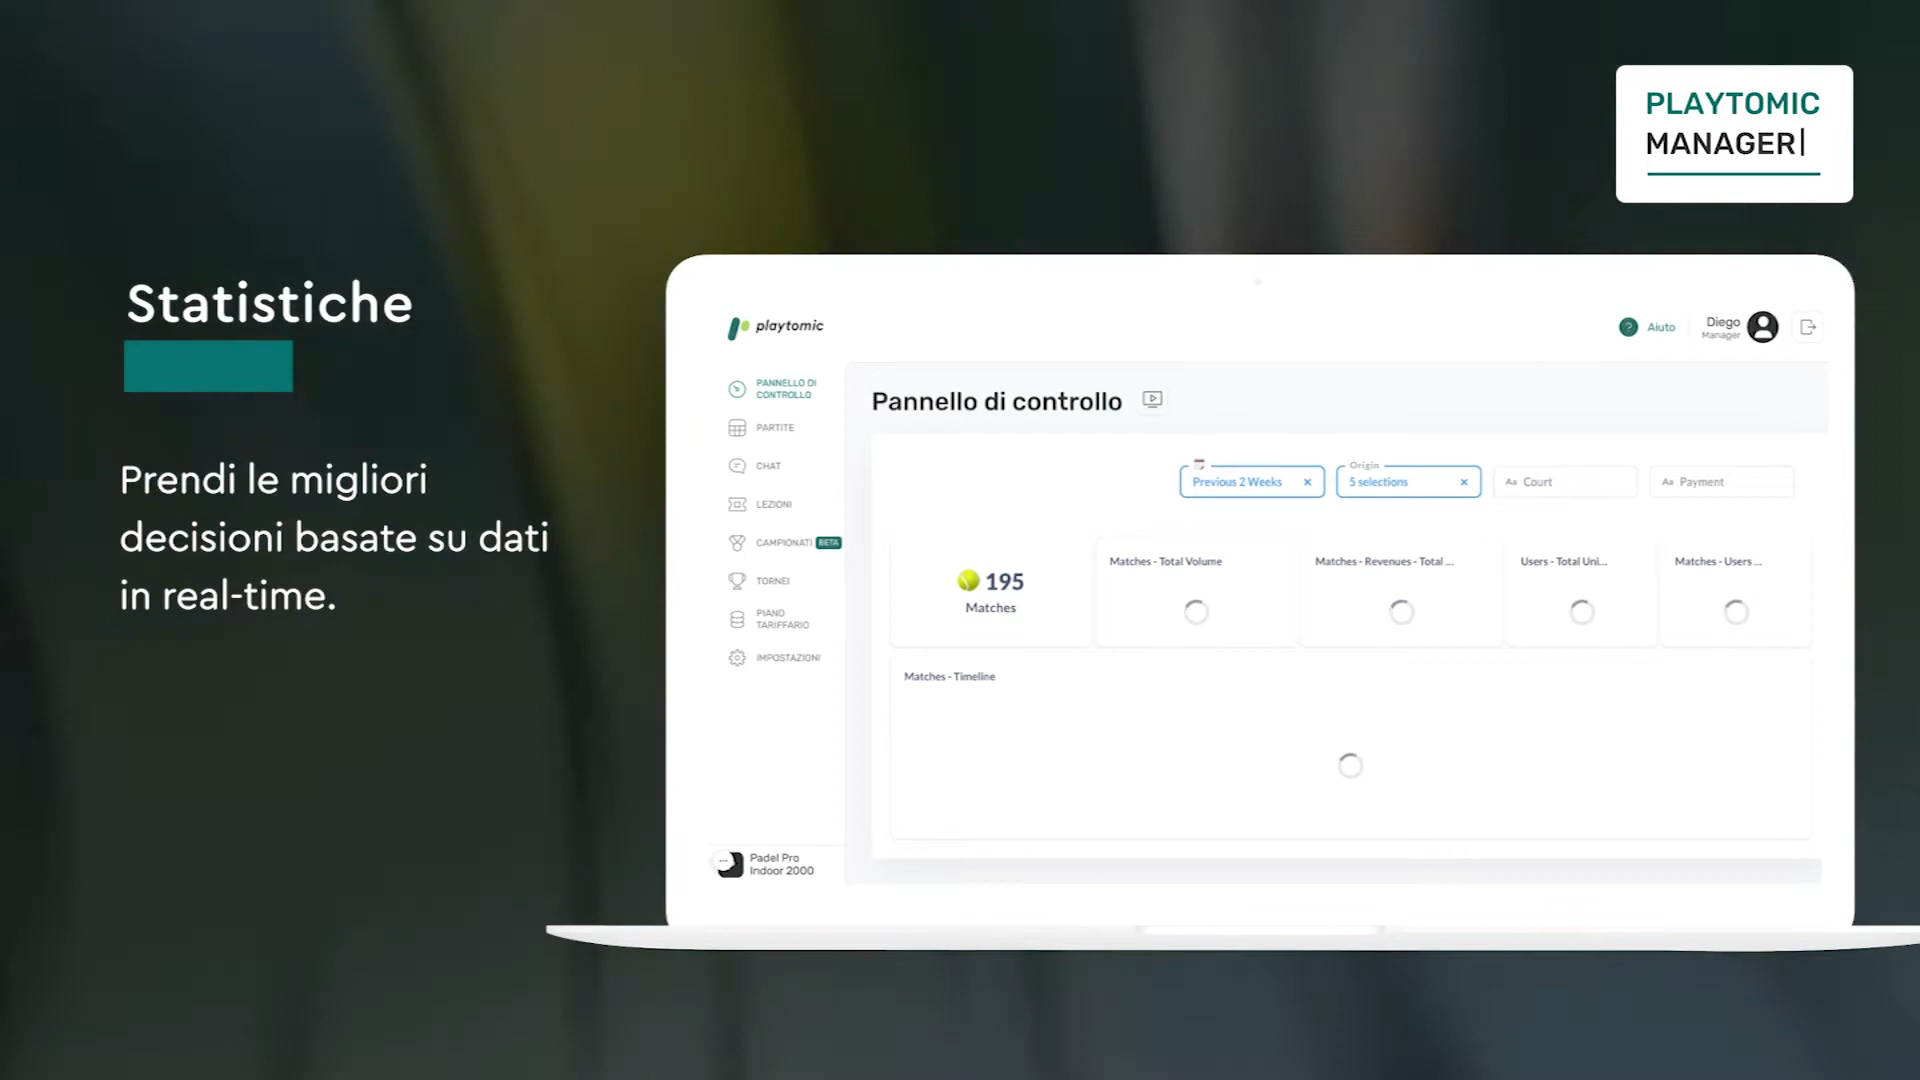 PLAYTOMIC
MANAGER
Statistiche
Prendi le migliori
decisioni basate su dati
in real-time.
playtomic
? Aiuto
Diego
Manager
PANNELLO DI
CONTROLLO
PARTITE
CHAT
LEZIONI
CAMPIONATI BETA
TORNEI
PIANO
TARIFFARIO
IMPOSTAZIONI
Padel Pro
Indoor 2000
Pannello di controllo
Previous 2 Weeks ×
Origin
5 selections ×
Aa Court
Aa Payment
195
Matches
Matches - Total Volume
Matches - Revenues - Total ...
Users - Total Uni...
Matches - Users ...
Matches - Timeline